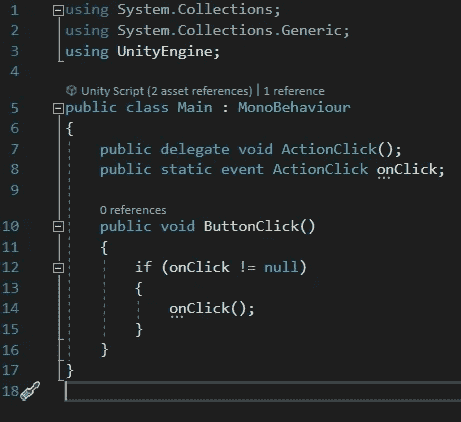 1 using System.Collections;
2 using System.Collections.Generic;
3 using UnityEngine;
4
Unity Script (2 asset references) | 1 reference
5 public class Main : MonoBehaviour
6 {
7 public delegate void ActionClick();
8 public static event ActionClick onClick;
9
0 references
10 public void ButtonClick()
11 {
12 if (onClick != null)
13 {
14 onClick();
15 }
16 }
17 }
18